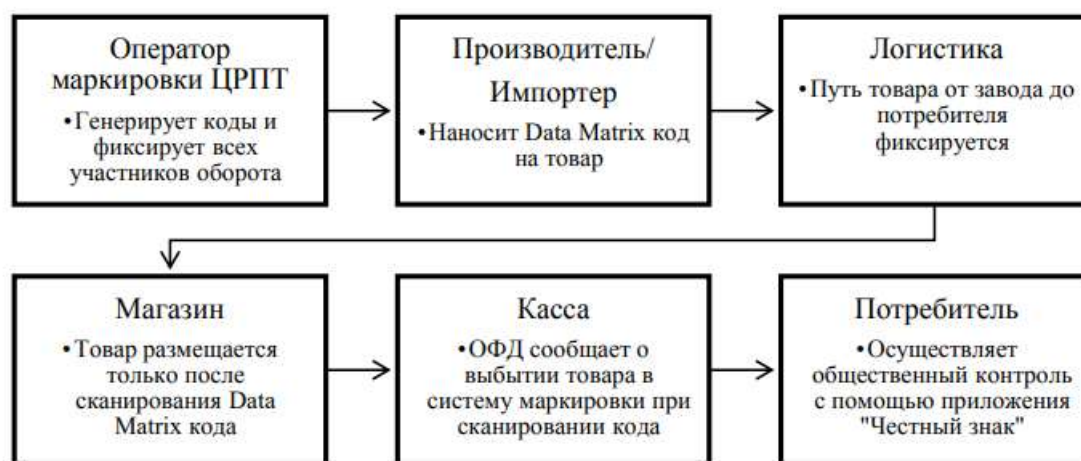 Оператор
маркировки ЦРПТ
•Генерирует коды и
фиксирует всех
участников оборота
Производитель/
Импортер
•Наносит Data Matrix код
на товар
Логистика
•Путь товара от завода до
потребителя
фиксируется
Магазин
•Товар размещается
только после
сканирования Data
Matrix кода
Касса
•ОФД сообщает о
выбытии товара в
систему маркировки при
сканировании кода
Потребитель
•Осуществляет
общественный контроль
с помощью приложения
"Честный знак"